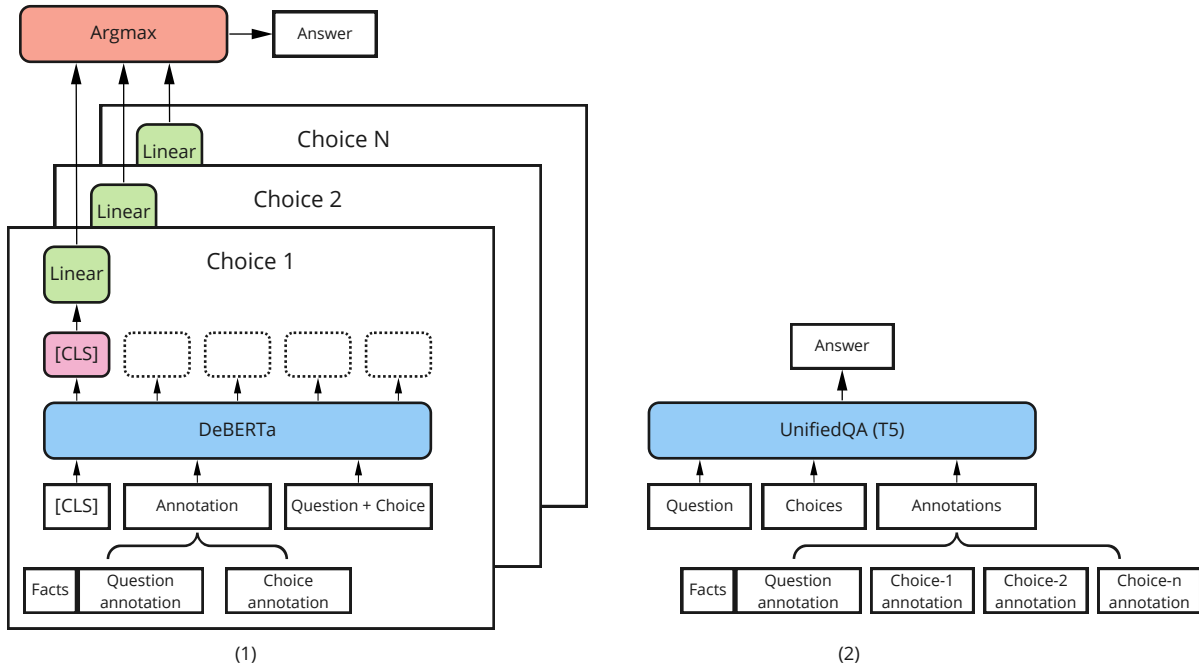 Argmax
Answer
Choice N
Linear
Choice 2
Linear
Choice 1
Linear
[CLS]
DeBERTa
[CLS]
Annotation
Question + Choice
Facts
Question
annotation
Choice
annotation
(1)
Answer
UnifiedQA (T5)
Question
Choices
Annotations
Facts
Question
annotation
Choice-1
annotation
Choice-2
annotation
Choice-n
annotation
(2)